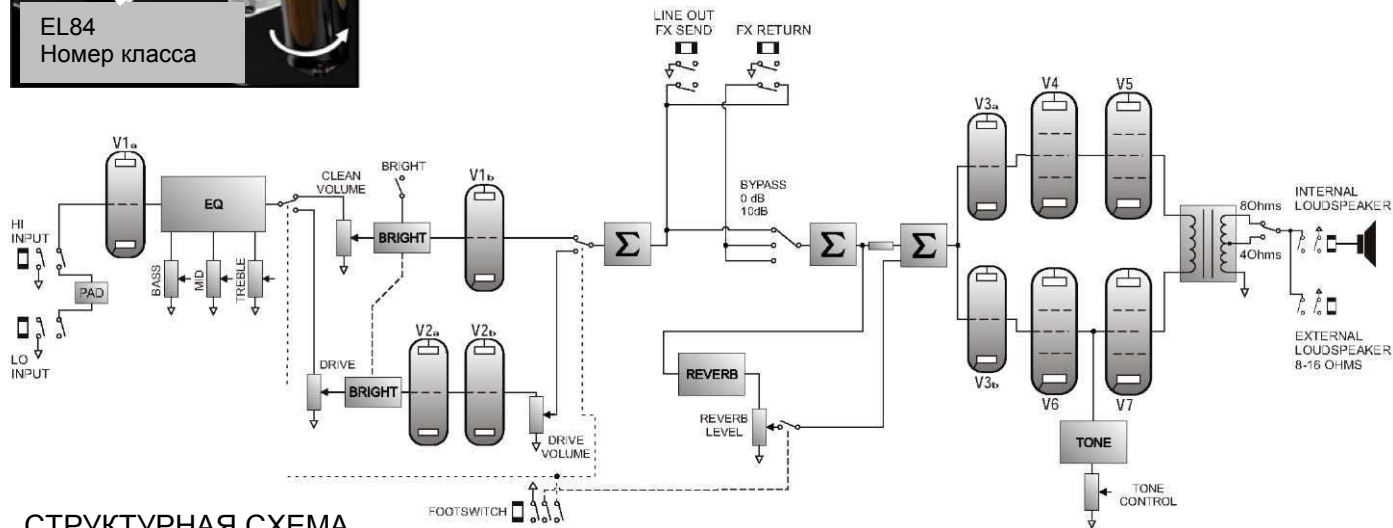 EL84
Номер класса
LINE OUT
FX SEND
FX RETURN
V1a
EQ
CLEAN
VOLUME
BRIGHT
BRIGHT
V1b
Σ
BYPASS
0 dB
10dB
Σ
Σ
V3a
V4
V5
8Ohms
4Ohms
INTERNAL
LOUDSPEAKER
HI
INPUT
PAD
LO
INPUT
BASS
MID
TREBLE
DRIVE
BRIGHT
V2a
V2b
DRIVE
VOLUME
REVERB
REVERB
LEVEL
V3b
V6
V7
TONE
TONE
CONTROL
EXTERNAL
LOUDSPEAKER
8-16 OHMS
FOOTSWITCH
СТРУКТУРНАЯ СХЕМА